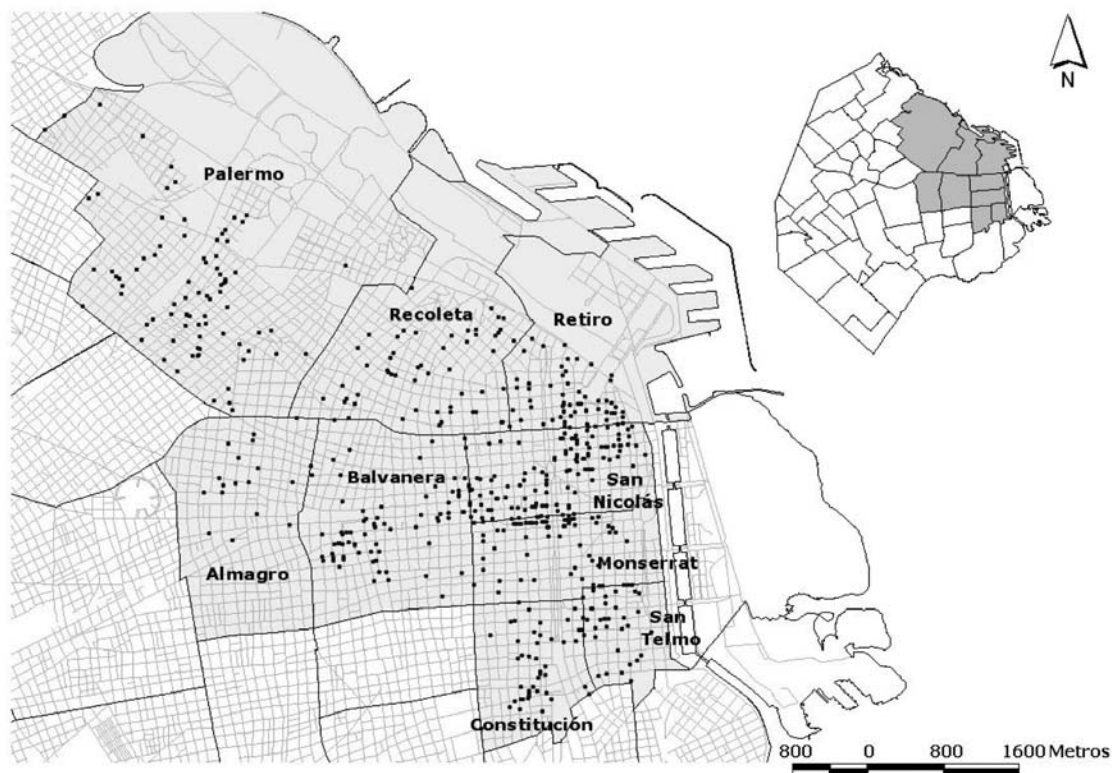 N
Palermo
Recoleta
Retiro
Balvanera
San
Nicolás
Almagro
Monserrat
San
Telmo
Constitución
800 0 800 1600 Metros